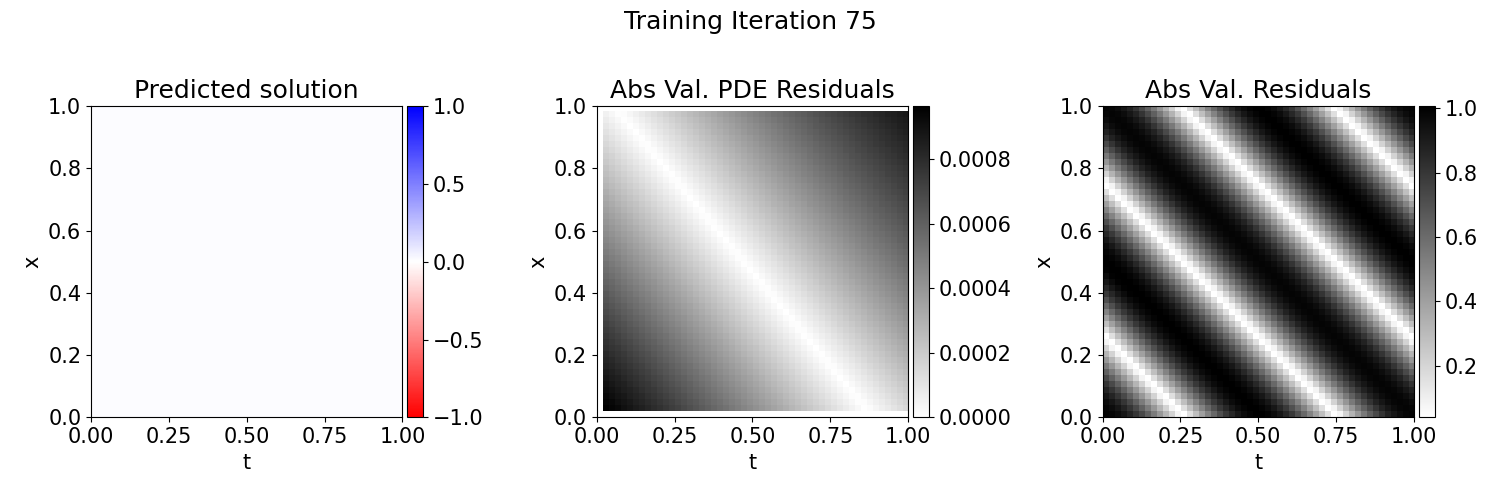 Training Iteration 75
Predicted solution
1.0
0.8
0.6
0.4
0.2
0.0
x
0.00 0.25 0.50 0.75 1.00
t
1.0
0.5
0.0
−0.5
−1.0
Abs Val. PDE Residuals
1.0
0.8
0.6
0.4
0.2
0.0
x
0.00 0.25 0.50 0.75 1.00
t
0.0008
0.0006
0.0004
0.0002
0.0000
Abs Val. Residuals
1.0
0.8
0.6
0.4
0.2
0.0
x
0.00 0.25 0.50 0.75 1.00
t
1.0
0.8
0.6
0.4
0.2